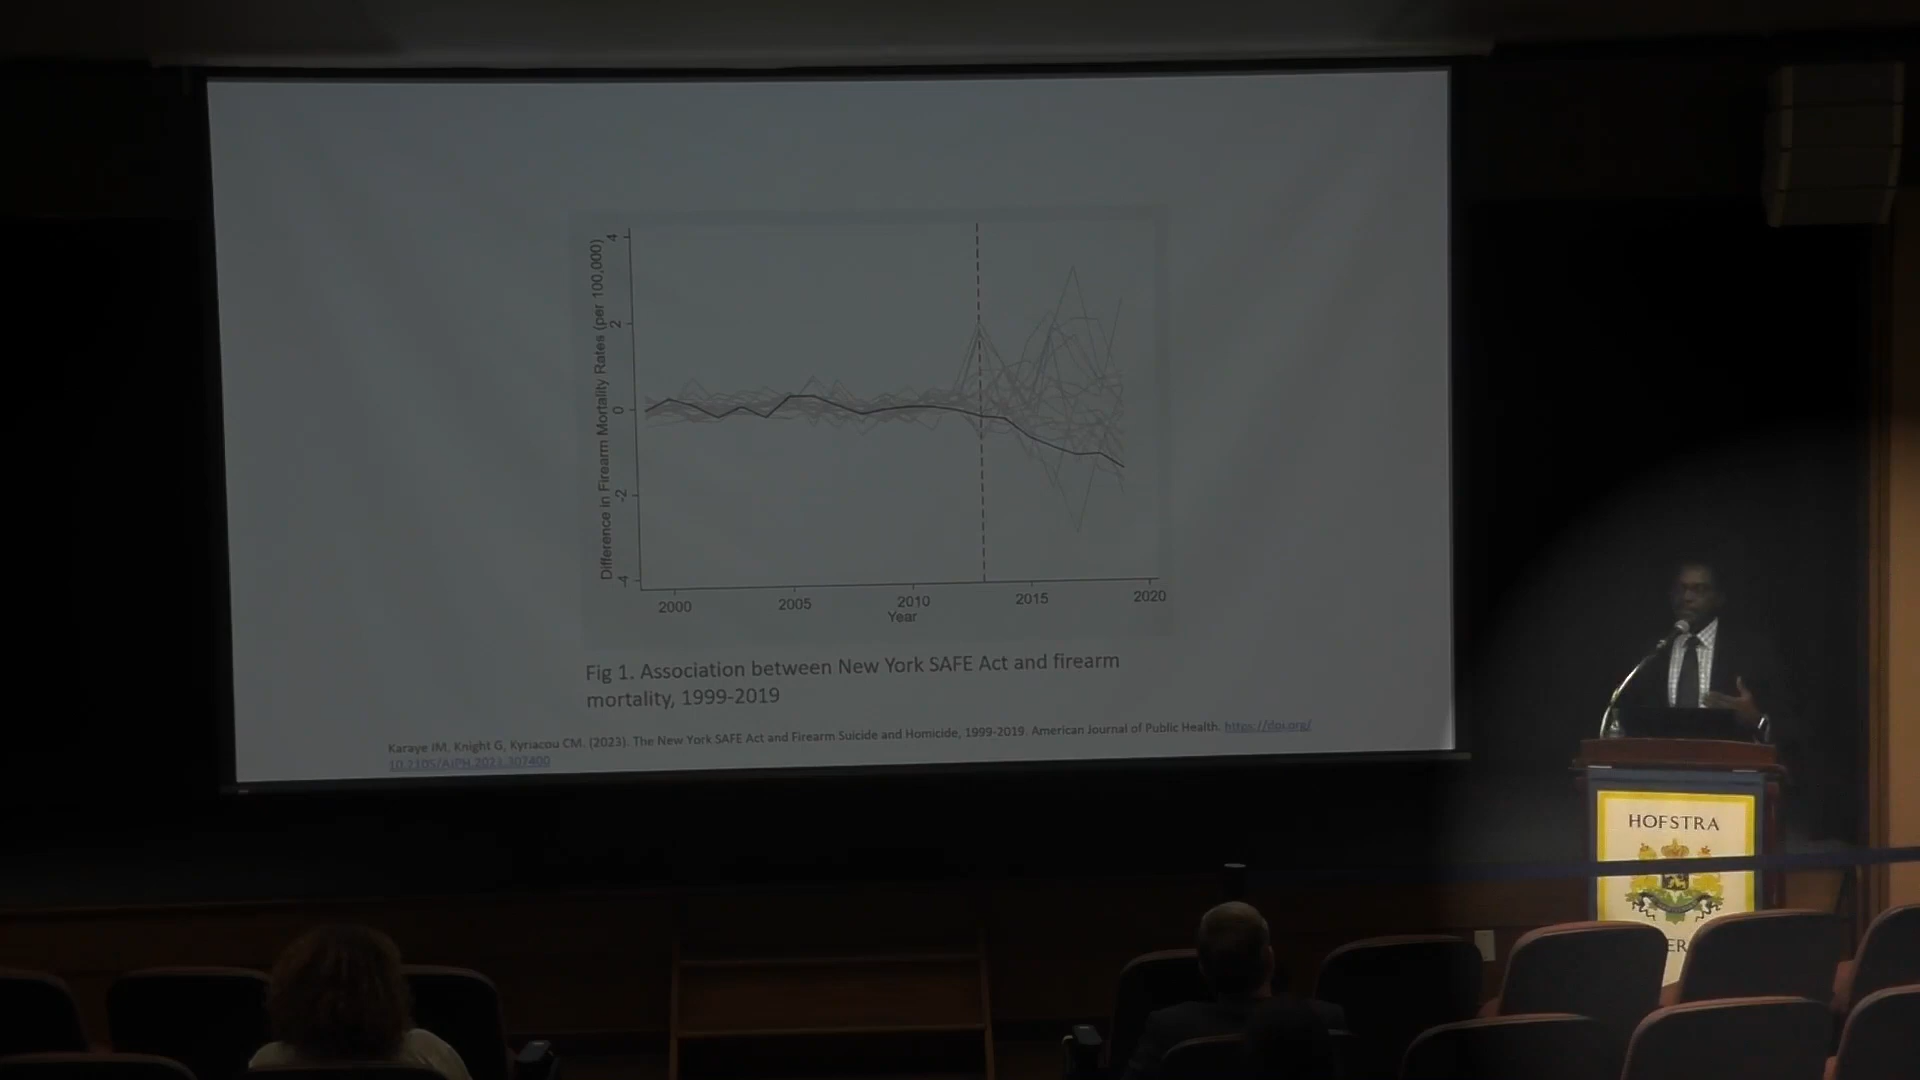 Difference in Firearm Mortality Rates (per 100,000)
4
2
0
-2
-4
2000
2005
2010
2015
2020
Year
Fig 1. Association between New York SAFE Act and firearm
mortality, 1999-2019
Karaye IM, Knight G, Kyriacou CM. (2023). The New York SAFE Act and Firearm Suicide and Homicide, 1999-2019. American Journal of Public Health. https://doi.org/
10.2105/AJPH.2023.307400
HOFSTRA
ER